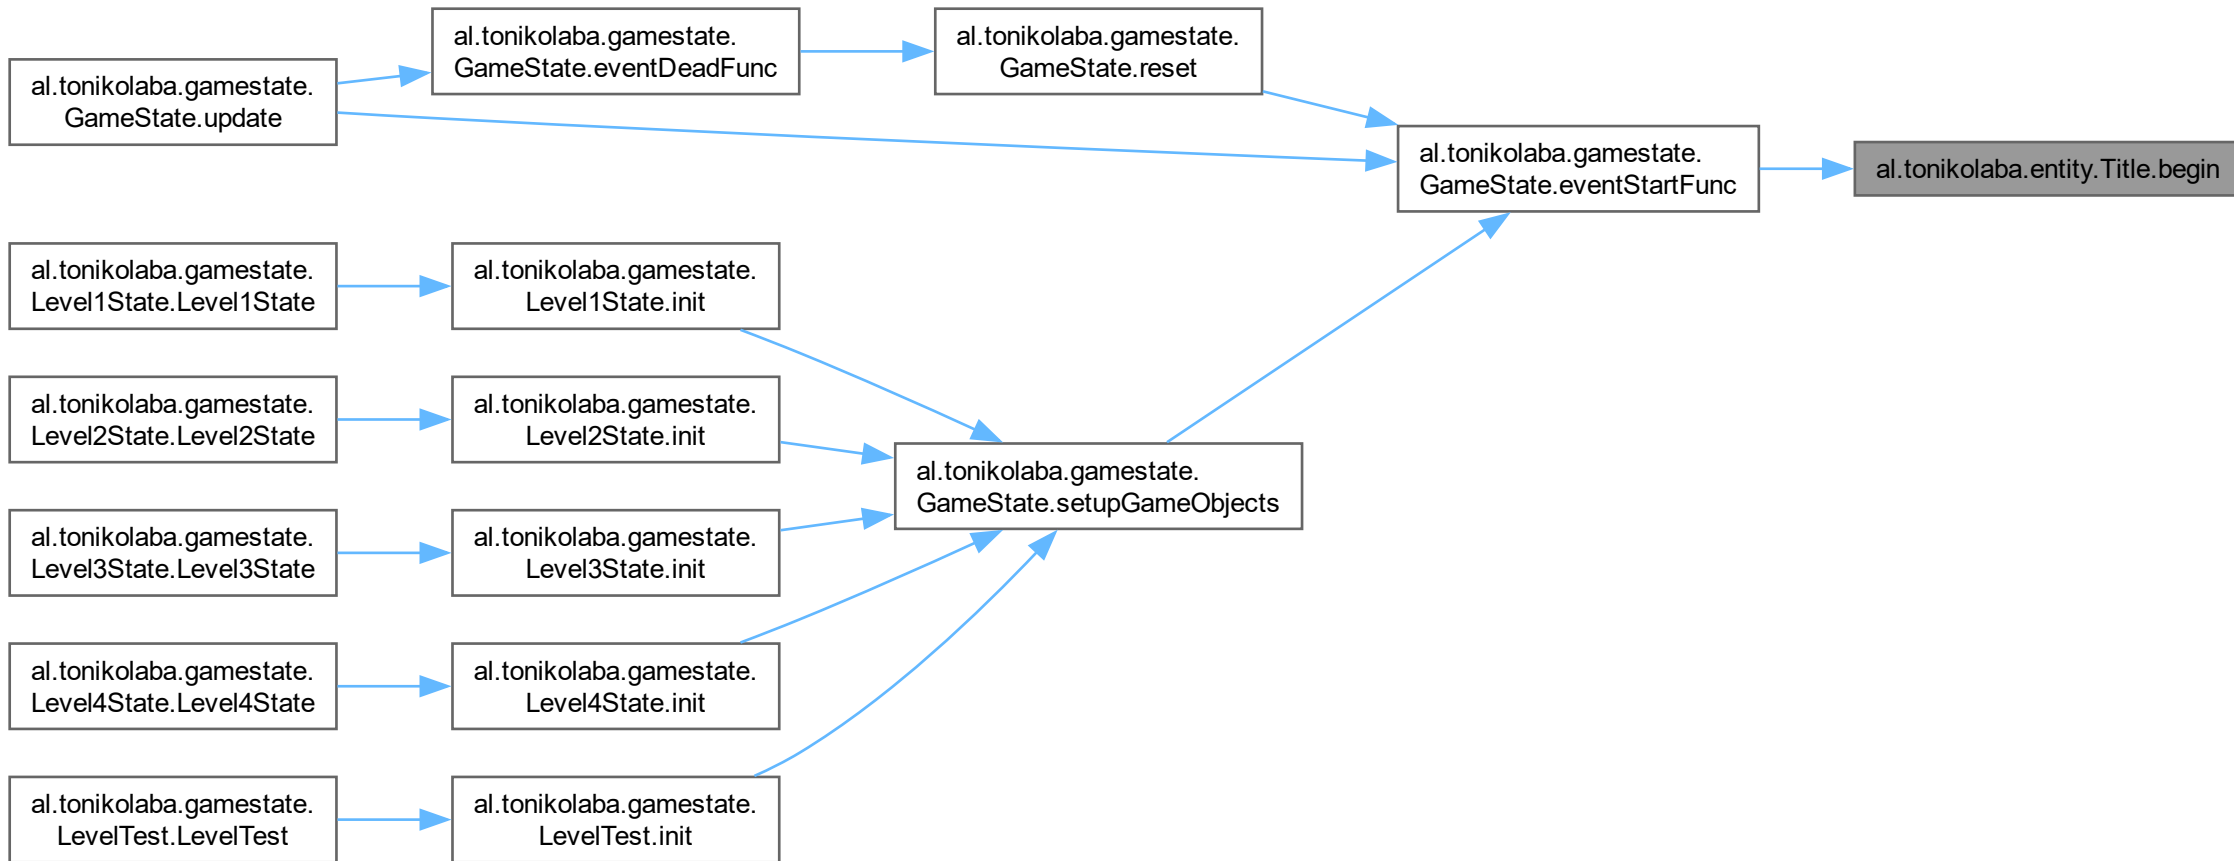 al.tonikolaba.gamestate.
GameState.eventDeadFunc
al.tonikolaba.gamestate.
GameState.reset
al.tonikolaba.gamestate.
GameState.update
al.tonikolaba.gamestate.
GameState.eventStartFunc
al.tonikolaba.entity.Title.begin
al.tonikolaba.gamestate.
Level1State.Level1State
al.tonikolaba.gamestate.
Level1State.init
al.tonikolaba.gamestate.
Level2State.Level2State
al.tonikolaba.gamestate.
Level2State.init
al.tonikolaba.gamestate.
GameState.setupGameObjects
al.tonikolaba.gamestate.
Level3State.Level3State
al.tonikolaba.gamestate.
Level3State.init
al.tonikolaba.gamestate.
Level4State.Level4State
al.tonikolaba.gamestate.
Level4State.init
al.tonikolaba.gamestate.
LevelTest.LevelTest
al.tonikolaba.gamestate.
LevelTest.init